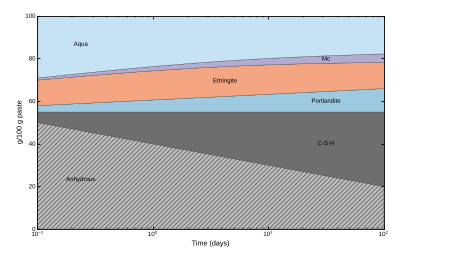 100
80
60
40
20
0
g/100 g paste
Aqua
Mc
Ettringite
Portlandite
C-S-H
Anhydrous
10⁻¹ 10⁰ 10¹ 10²
Time (days)